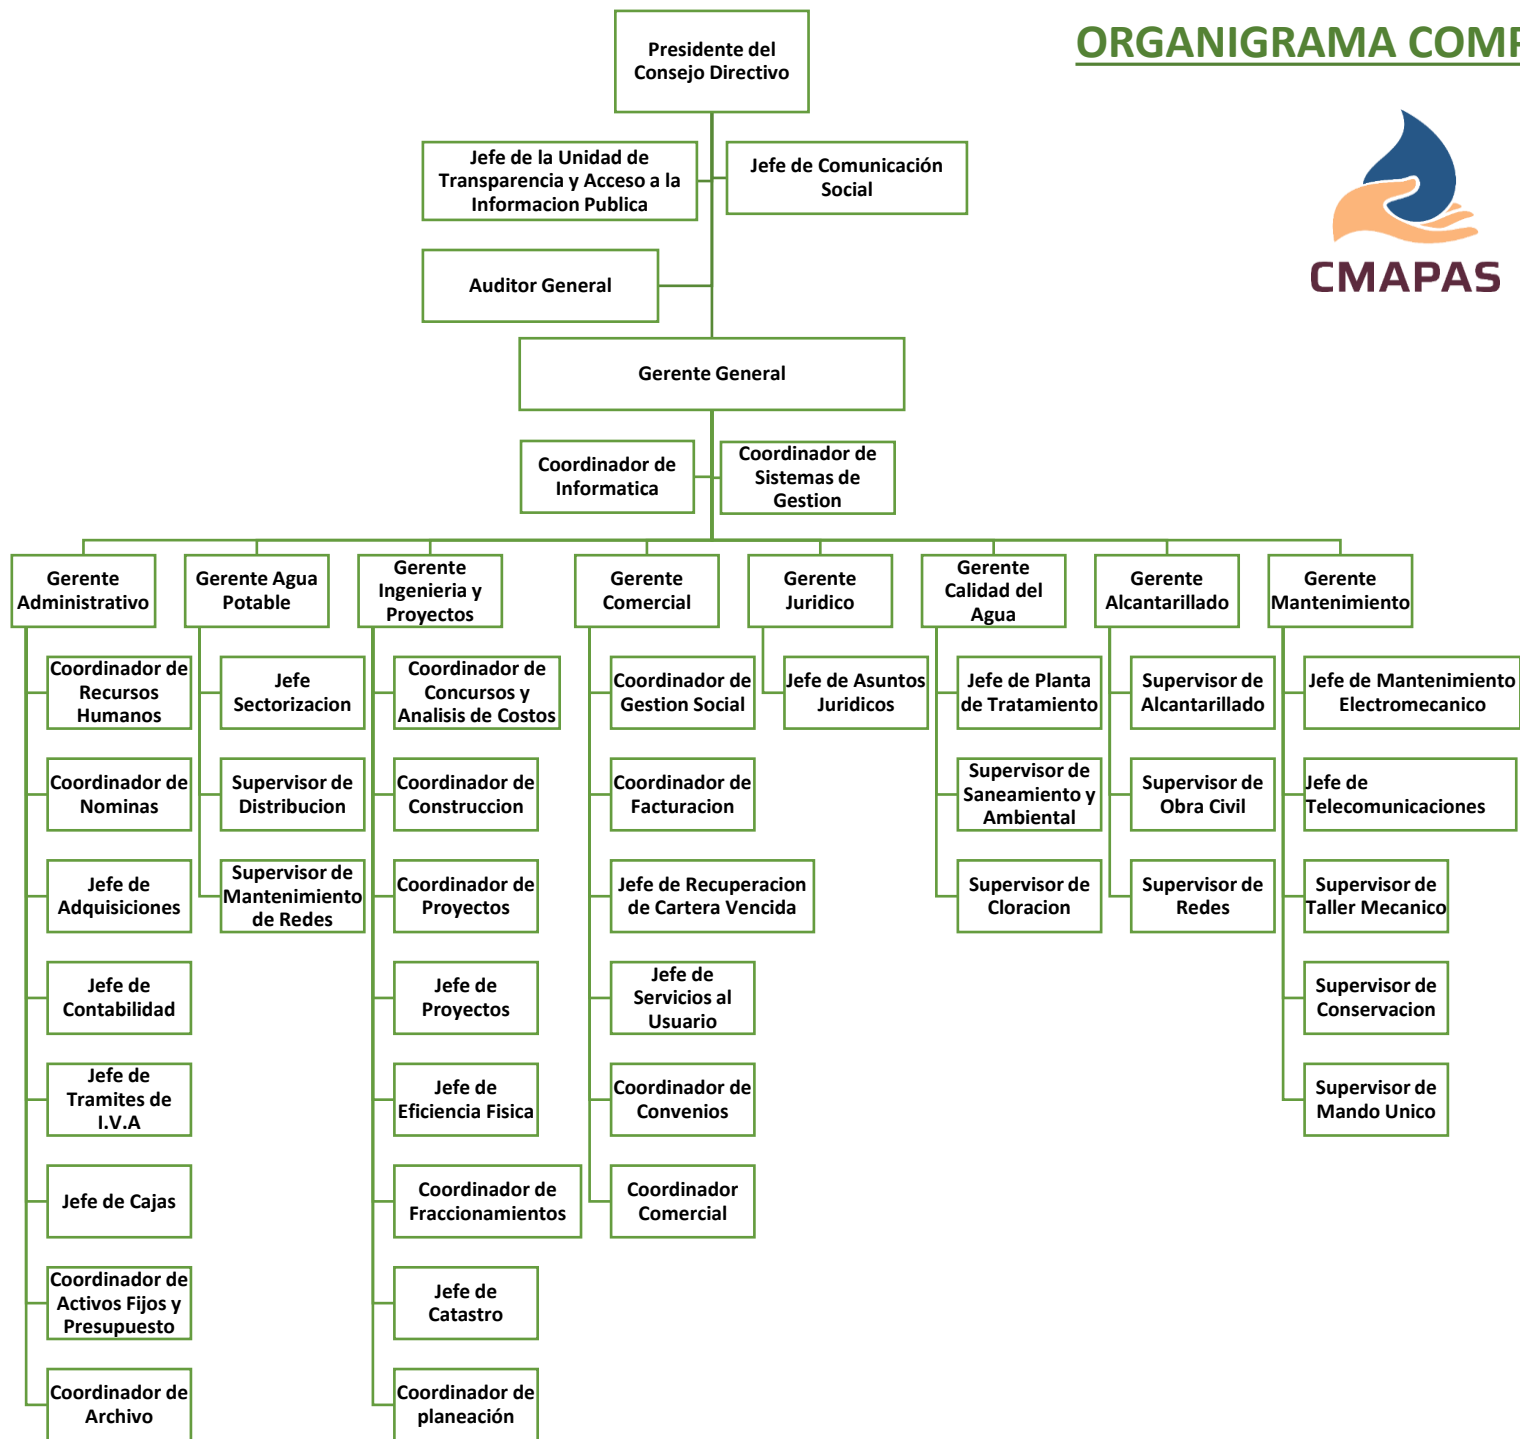 ORGANIGRAMA COMP
Presidente del
Consejo Directivo
Jefe de la Unidad de
Transparencia y Acceso a la
Informacion Publica
Jefe de Comunicación
Social
CMAPAS
Auditor General
Gerente General
Coordinador de
Informatica
Coordinador de
Sistemas de
Gestion
Gerente
Administrativo
Gerente Agua
Potable
Gerente
Ingenieria y
Proyectos
Gerente
Comercial
Gerente
Juridico
Gerente
Calidad del
Agua
Gerente
Alcantarillado
Gerente
Mantenimiento
Coordinador de
Recursos
Humanos
Coordinador de
Nominas
Jefe de
Adquisiciones
Jefe de
Contabilidad
Jefe de
Tramites de
I.V.A
Jefe de Cajas
Coordinador de
Activos Fijos y
Presupuesto
Coordinador de
Archivo
Jefe
Sectorizacion
Supervisor de
Distribucion
Supervisor de
Mantenimiento
de Redes
Coordinador de
Concursos y
Analisis de Costos
Coordinador de
Construccion
Coordinador de
Proyectos
Jefe de
Proyectos
Jefe de
Eficiencia Fisica
Coordinador de
Fraccionamientos
Jefe de
Catastro
Coordinador de
planeación
Coordinador de
Gestion Social
Coordinador de
Facturacion
Jefe de Recuperacion
de Cartera Vencida
Jefe de
Servicios al
Usuario
Coordinador de
Convenios
Coordinador
Comercial
Jefe de Asuntos
Juridicos
Jefe de Planta
de Tratamiento
Supervisor de
Saneamiento y
Ambiental
Supervisor de
Cloracion
Supervisor de
Alcantarillado
Supervisor de
Obra Civil
Supervisor de
Redes
Jefe de Mantenimiento
Electromecanico
Jefe de
Telecomunicaciones
Supervisor de
Taller Mecanico
Supervisor de
Conservacion
Supervisor de
Mando Unico